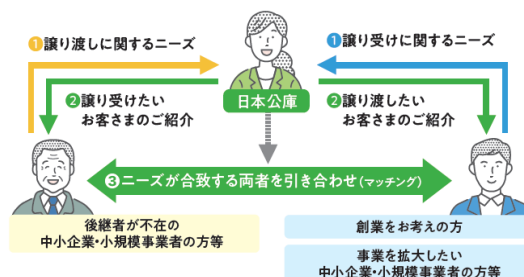 ❶譲り渡しに関するニーズ
❶譲り受けに関するニーズ
❷譲り受けたい
お客さまのご紹介
日本公庫
❷譲り渡したい
お客さまのご紹介
❸ニーズが合致する両者を引き合わせ(マッチング)
後継者が不在の
中小企業・小規模事業者の方等
創業をお考えの方
事業を拡大したい
中小企業・小規模事業者の方等